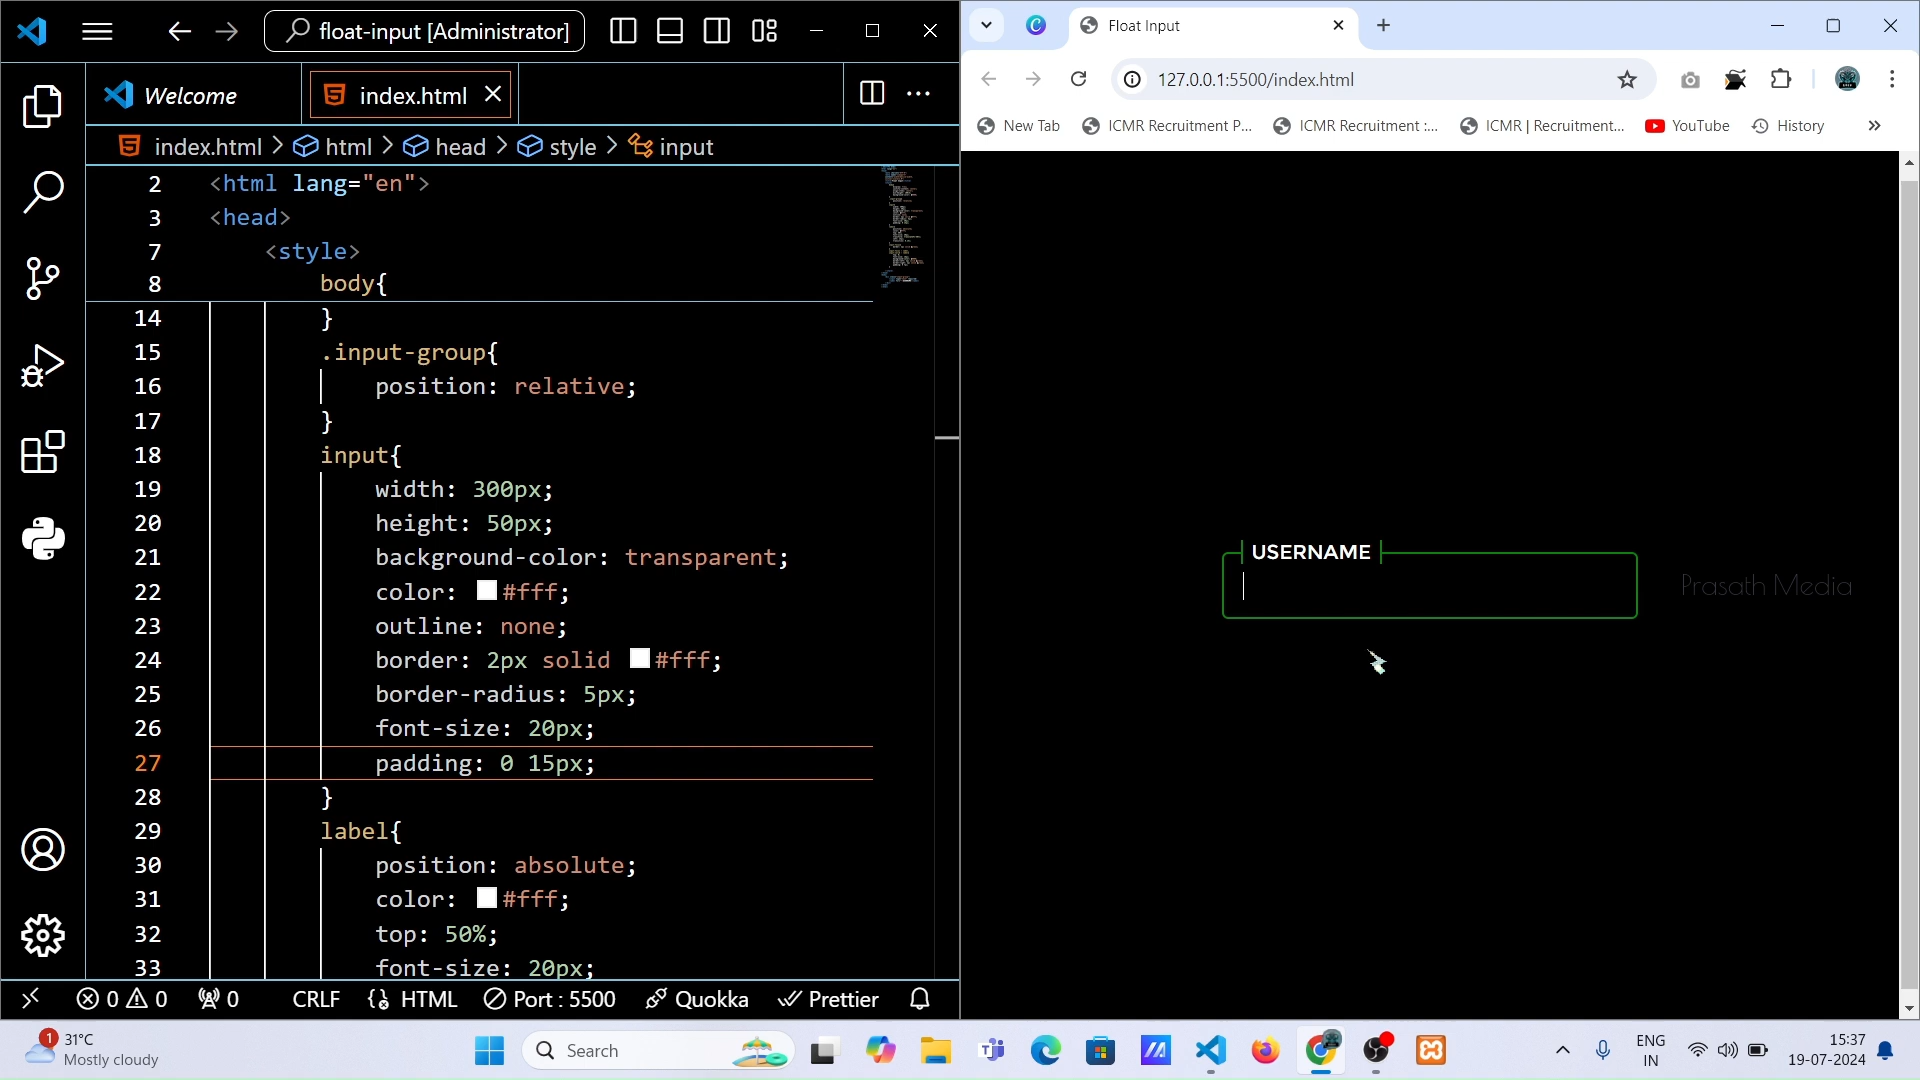 float-input [Administrator]
Welcome
index.html
index.html > html > head > style > input
2 <html lang="en">
3 <head>
7 <style>
8 body{
14 }
15 .input-group{
16 position: relative;
17 }
18 input{
19 width: 300px;
20 height: 50px;
21 background-color: transparent;
22 color: #fff;
23 outline: none;
24 border: 2px solid #fff;
25 border-radius: 5px;
26 font-size: 20px;
27 padding: 0 15px;
28 }
29 label{
30 position: absolute;
31 color: #fff;
32 top: 50%;
33 font-size: 20px;
0 0 0 CRLF HTML Port : 5500 Quokka Prettier
Float Input
127.0.0.1:5500/index.html
New Tab
ICMR Recruitment P...
ICMR Recruitment :...
ICMR | Recruitment...
YouTube
History
USERNAME
Prasath Media
1
31°C
Mostly cloudy
Search
ENG
IN
15:37
19-07-2024